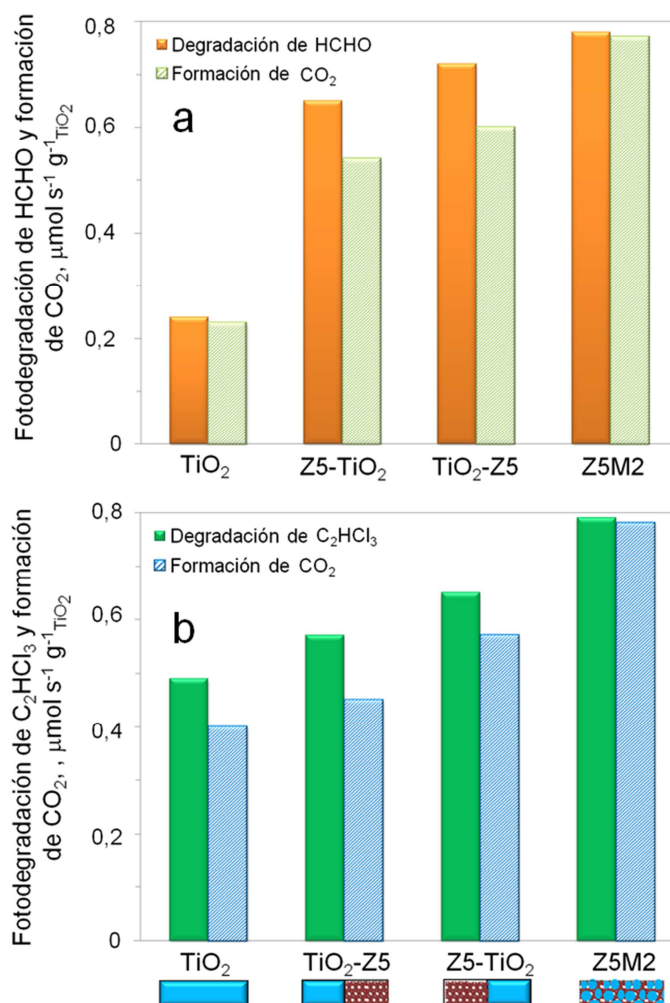 Fotodegradación de HCHO y formación
de CO₂, μmol s⁻¹ g⁻¹TiO₂
0,8
0,6
0,4
0,2
0
Degradación de HCHO
Formación de CO₂
a
TiO₂
Z5-TiO₂
TiO₂-Z5
Z5M2
Fotodegradación de C₂HCl₃ y formación
de CO₂, , μmol s⁻¹ g⁻¹TiO₂
0,8
0,6
0,4
0,2
0
Degradación de C₂HCl₃
Formación de CO₂
b
TiO₂
TiO₂-Z5
Z5-TiO₂
Z5M2